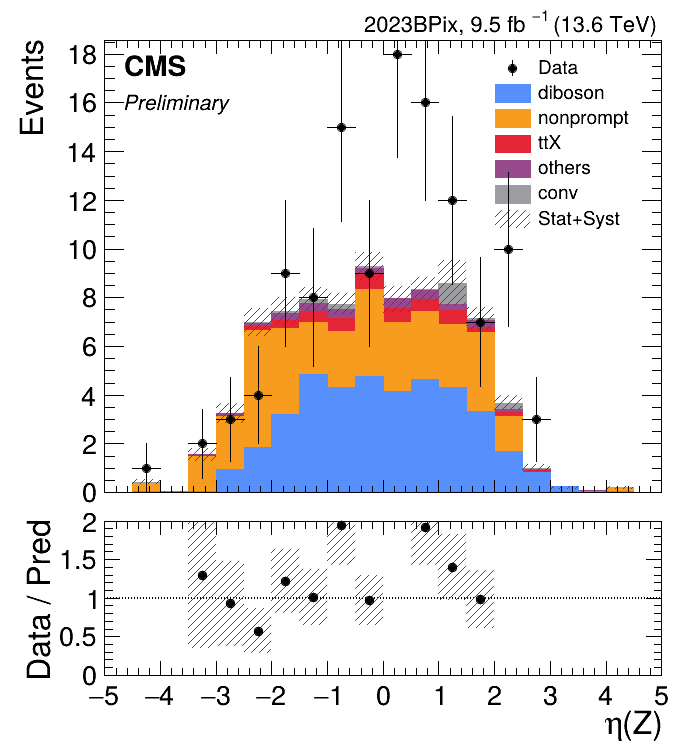 2023BPix, 9.5 fb⁻¹ (13.6 TeV)
CMS
Preliminary
Events
18
16
14
12
10
8
6
4
2
0
Data
diboson
nonprompt
ttX
others
conv
Stat+Syst
Data / Pred
2
1.5
1
0.5
0
−5 −4 −3 −2 −1 0 1 2 3 4 5
η(Z)